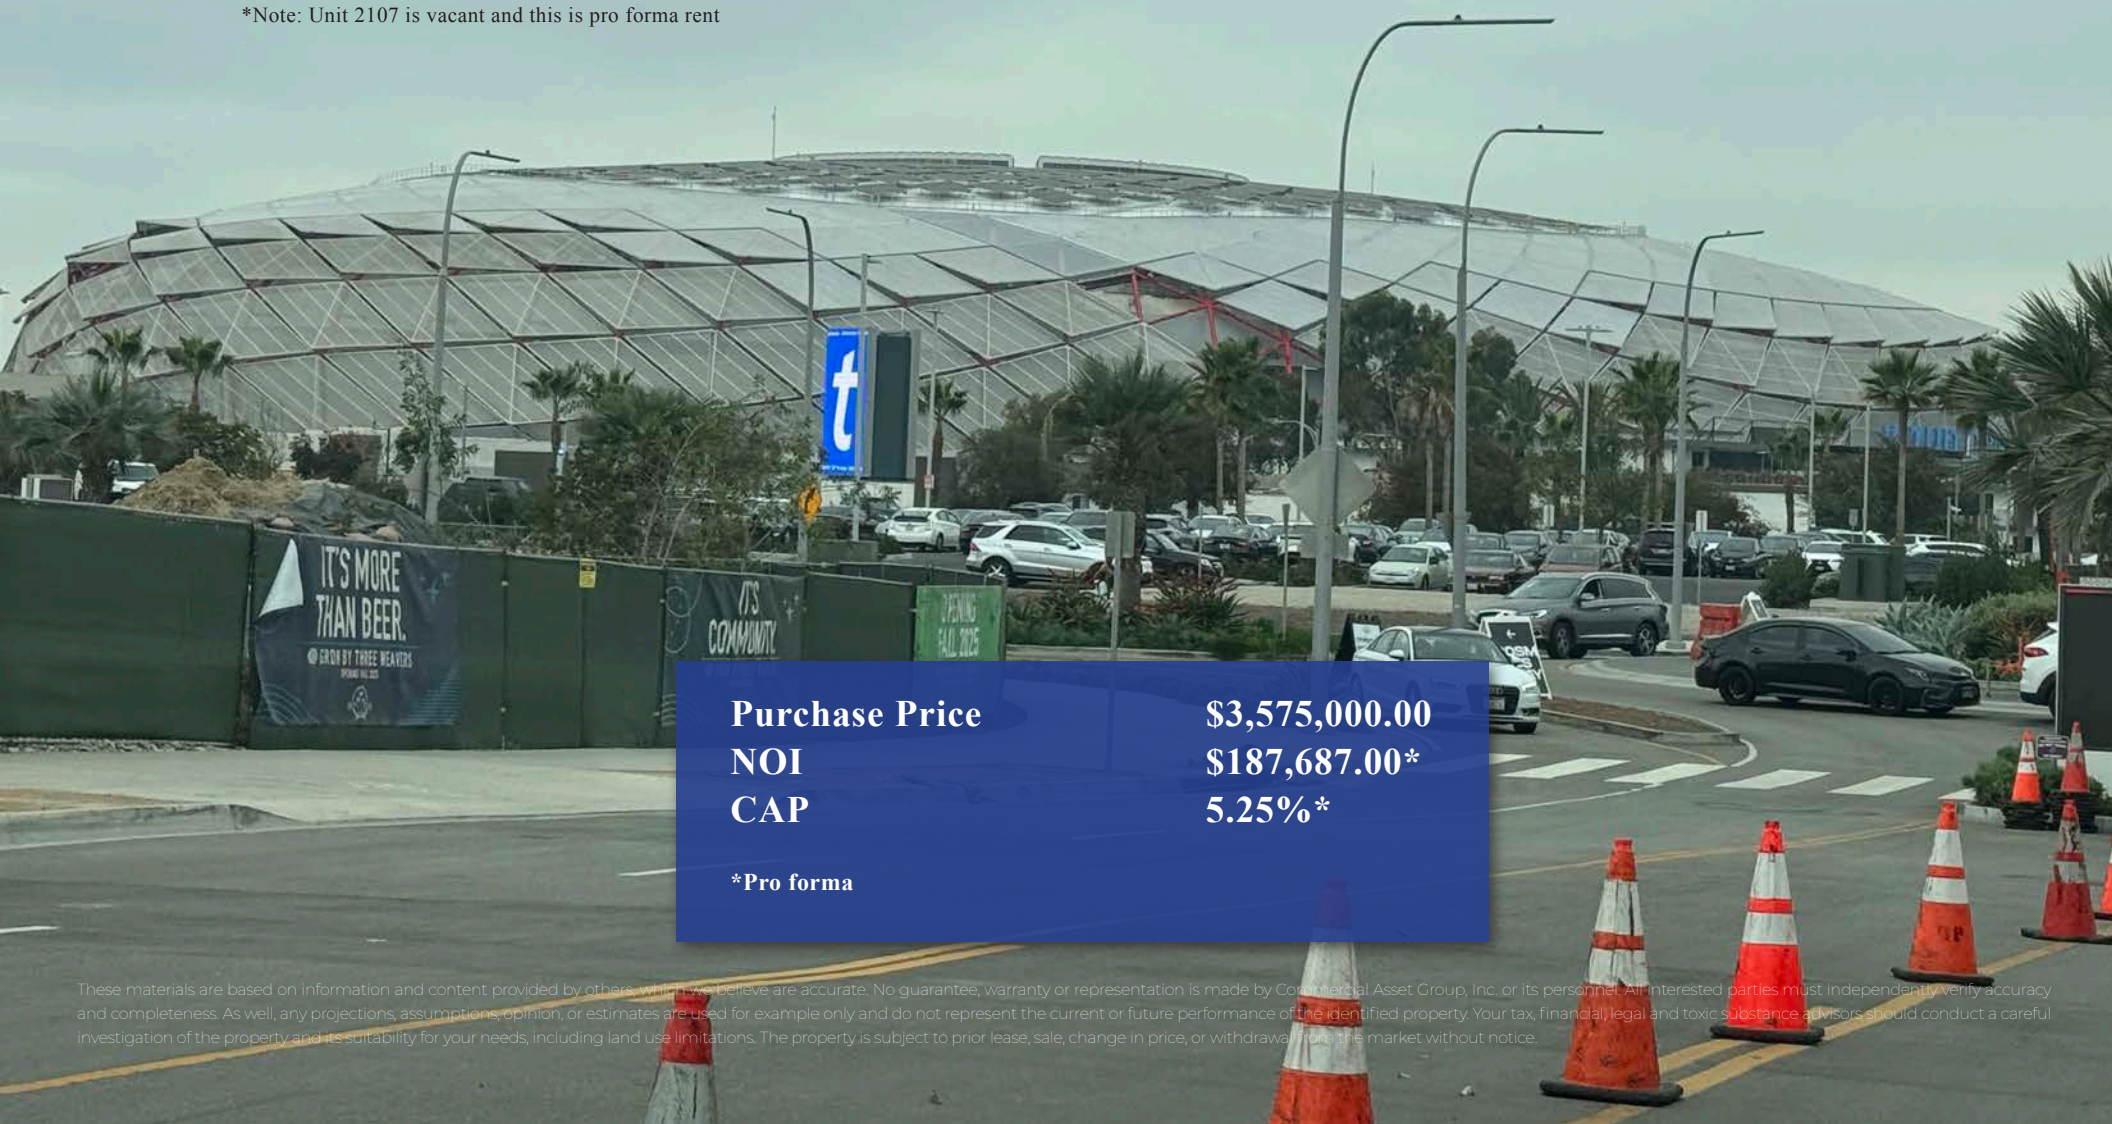 *Note: Unit 2107 is vacant and this is pro forma rent
t
IT'S MORE
THAN BEER.
@ GRON BY THREE WEAVERS
OPENING FALL 2025
IT'S
COMMUNITY.
OPENING
FALL 2025
Purchase Price $3,575,000.00
NOI $187,687.00*
CAP 5.25%*
*Pro forma
These materials are based on information and content provided by others, which we believe are accurate. No guarantee, warranty or representation is made by Commercial Asset Group, Inc. or its personnel. All interested parties must independently verify accuracy
and completeness. As well, any projections, assumptions, opinion, or estimates are used for example only and do not represent the current or future performance of the identified property. Your tax, financial, legal and toxic substance advisors should conduct a careful
investigation of the property and its suitability for your needs, including land use limitations. The property is subject to prior lease, sale, change in price, or withdrawal from the market without notice.